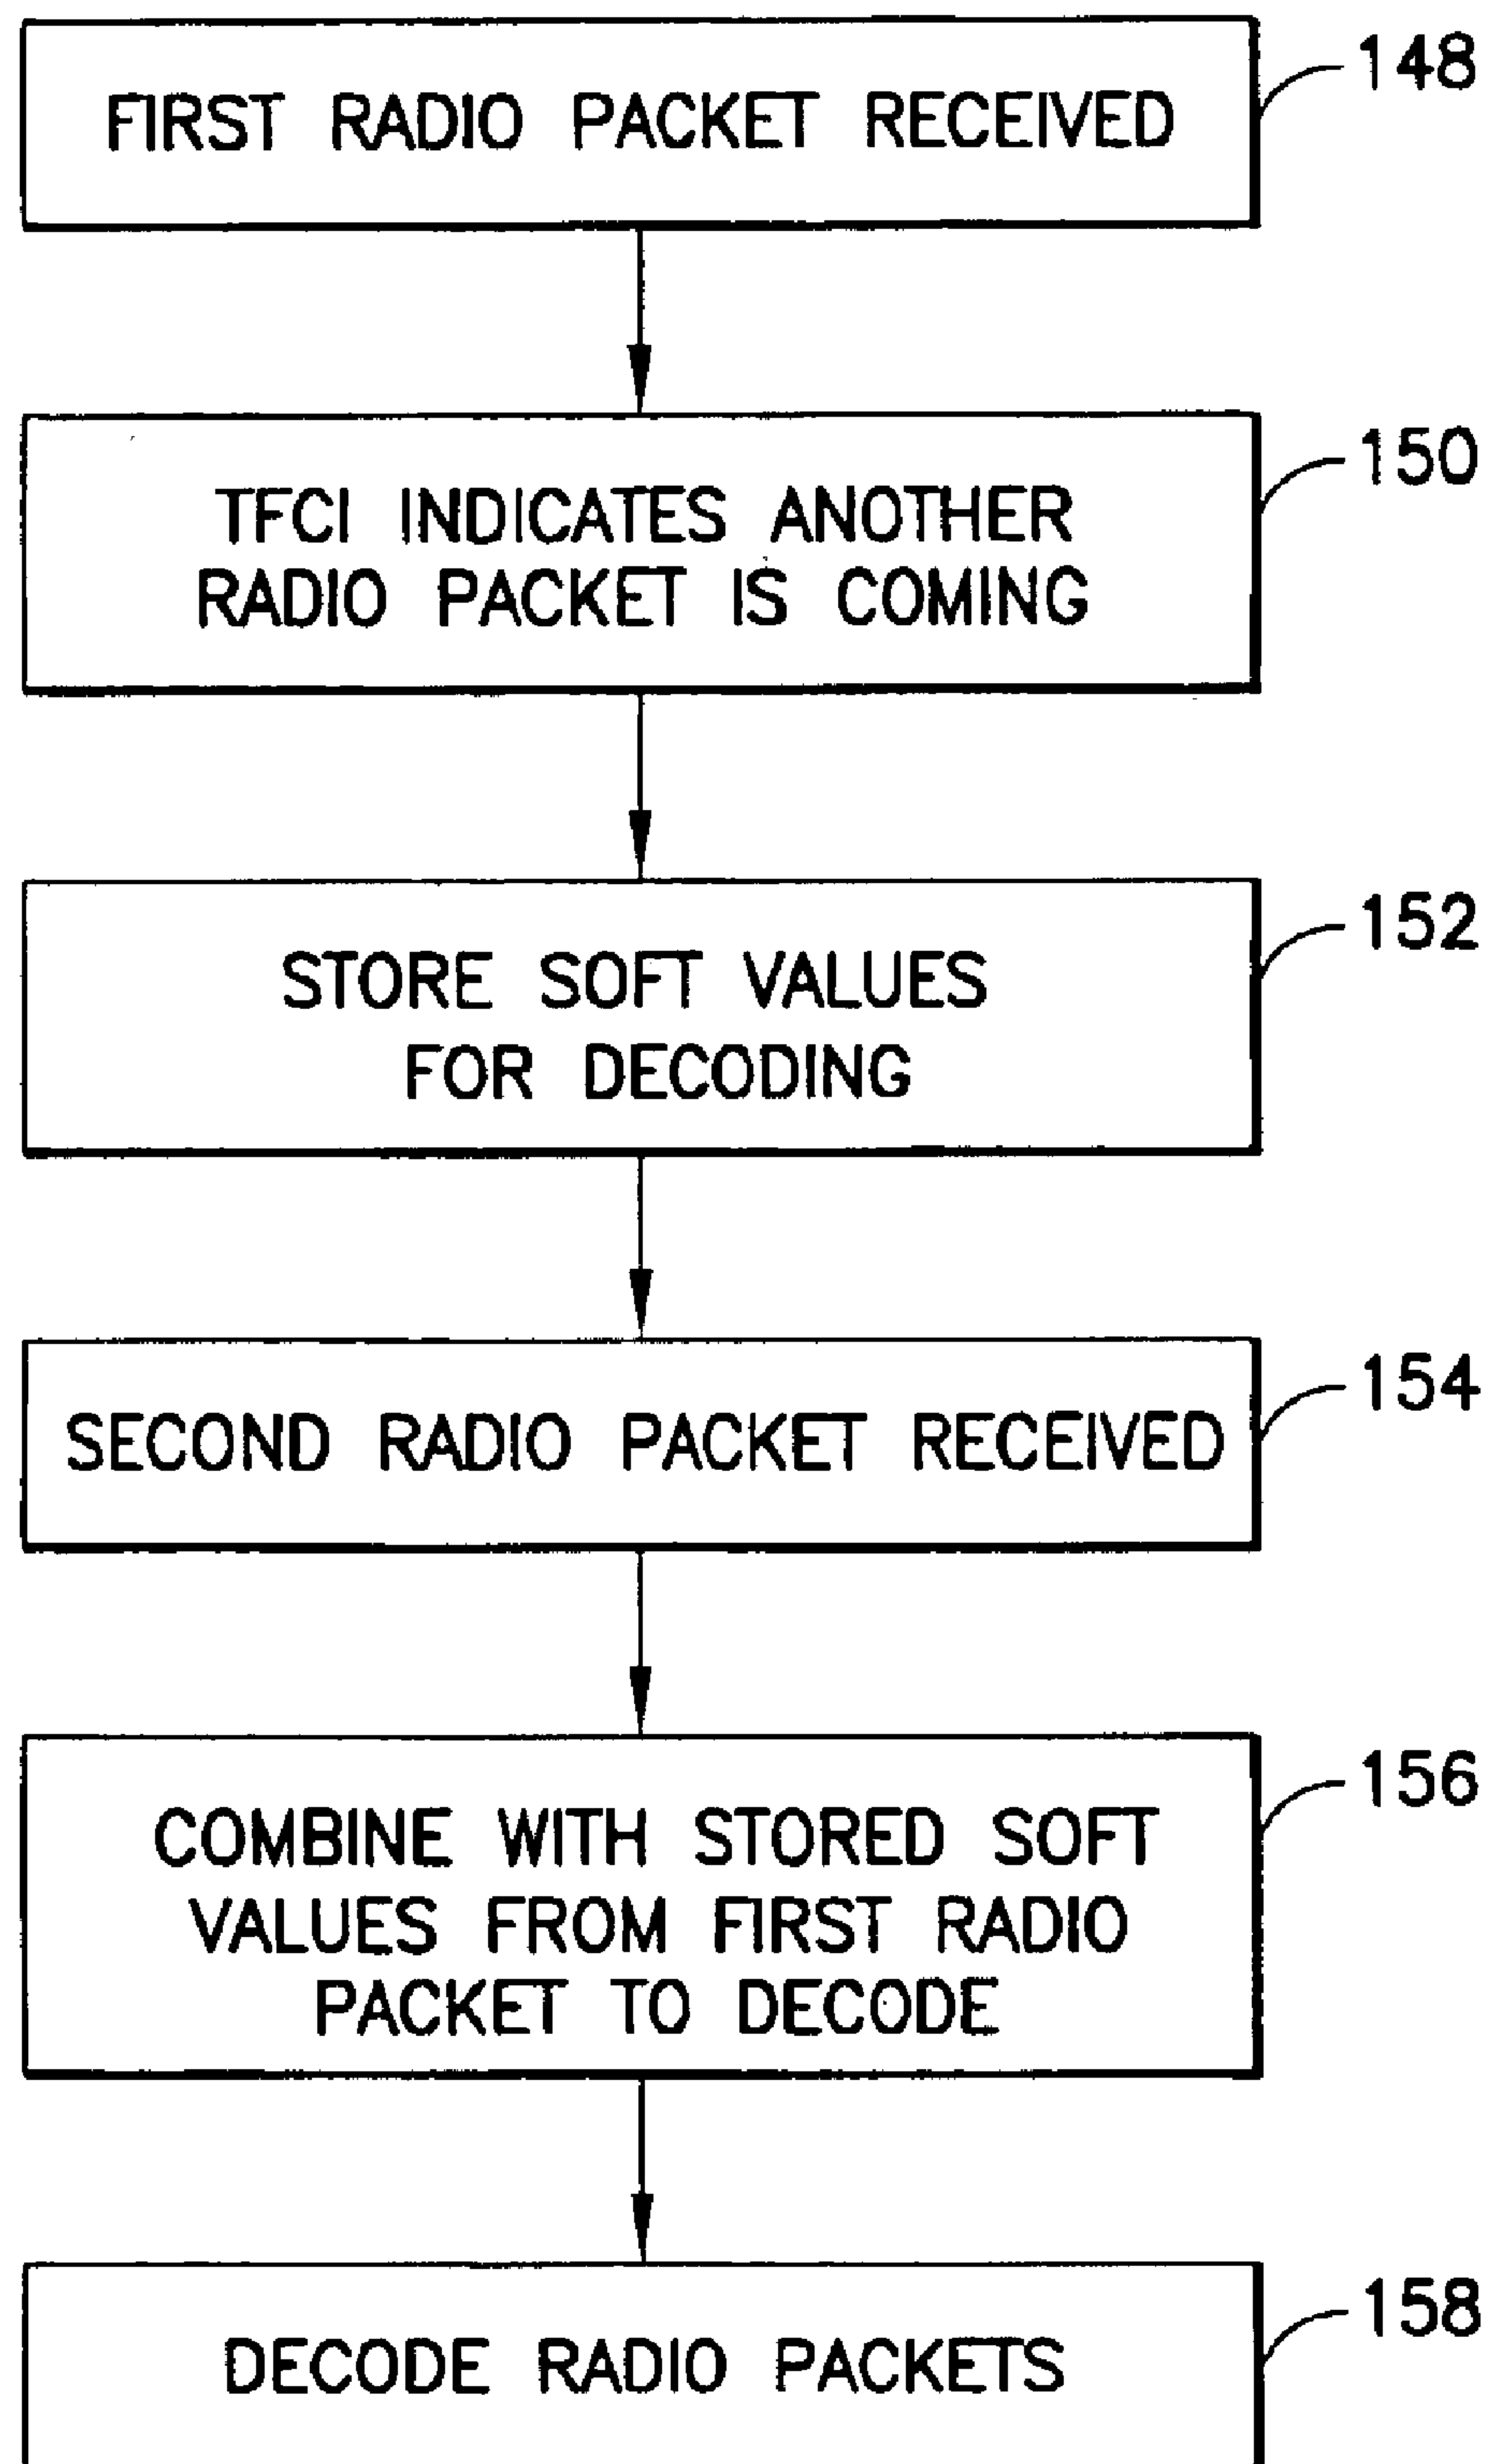 FIRST RADIO PACKET RECEIVED
148
TFCI INDICATES ANOTHER
RADIO PACKET IS COMING
150
STORE SOFT VALUES
FOR DECODING
152
SECOND RADIO PACKET RECEIVED
154
COMBINE WITH STORED SOFT
VALUES FROM FIRST RADIO
PACKET TO DECODE
156
DECODE RADIO PACKETS
158